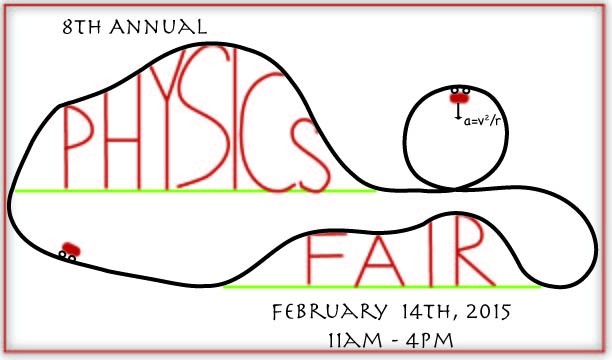 8TH ANNUAL
PHYSICS
a=v²/r
FAIR
FEBRUARY 14TH, 2015
11AM - 4PM